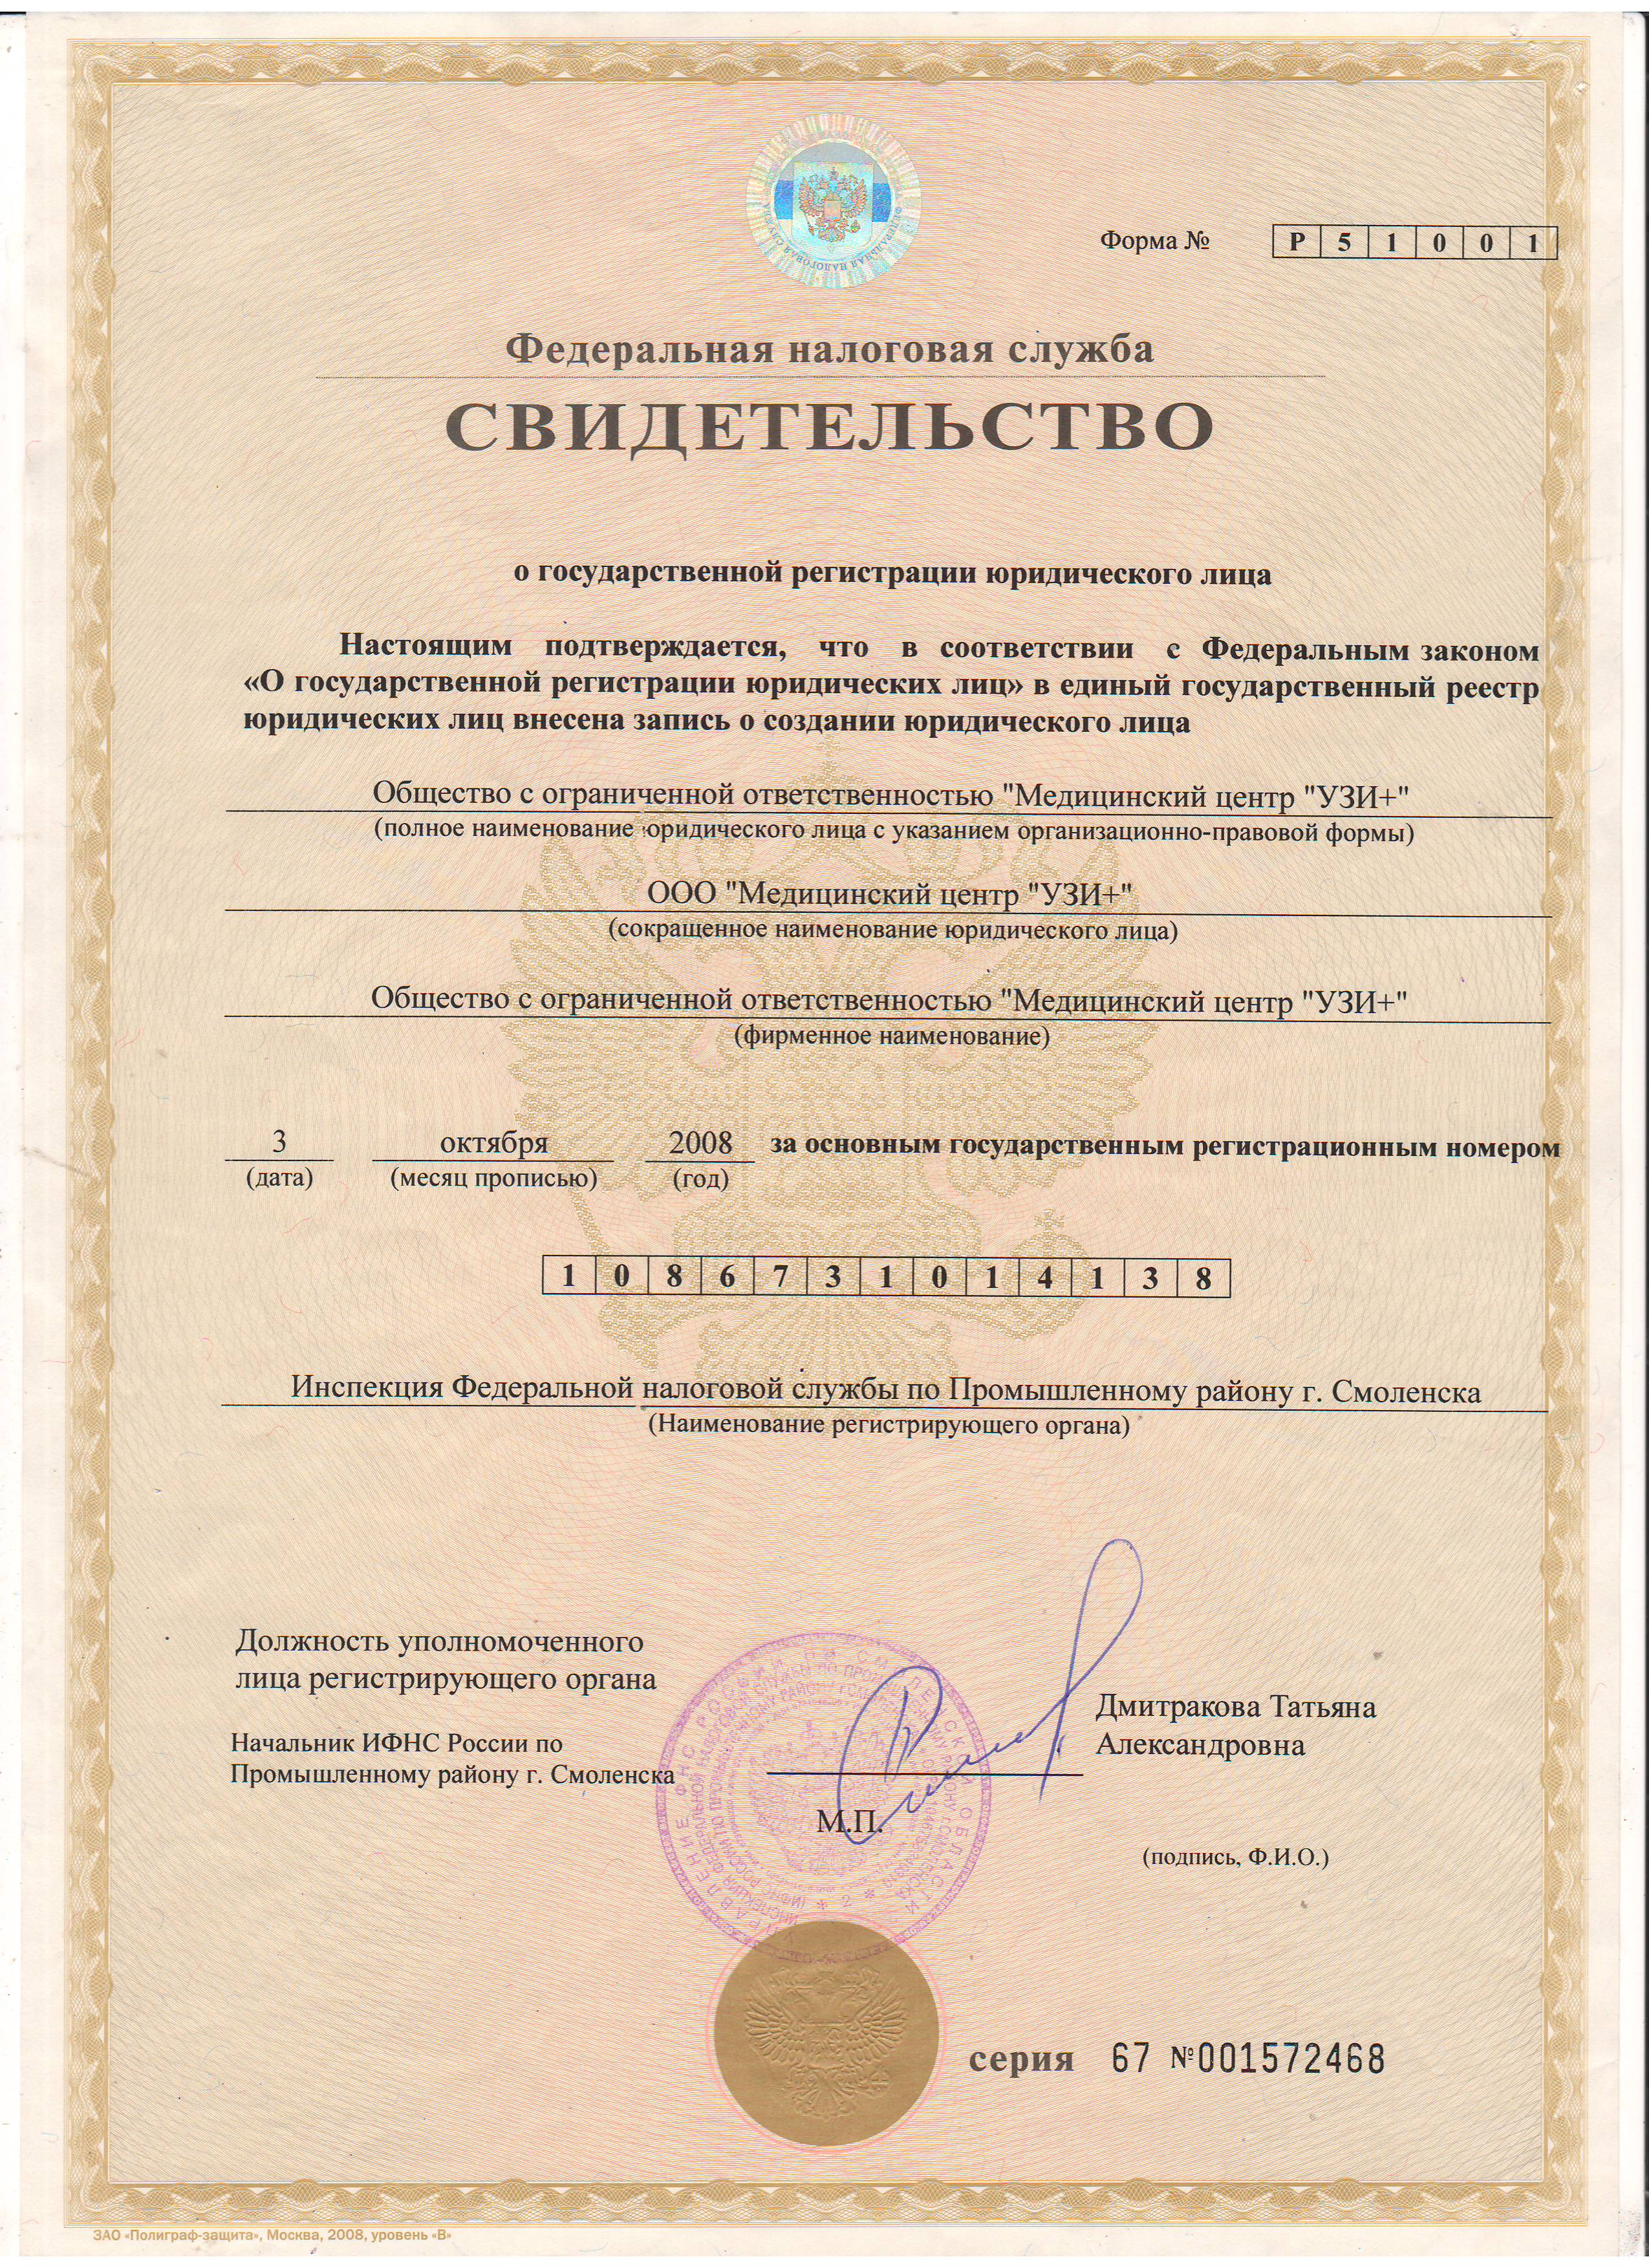 Форма № Р 5 1 0 0 1
Федеральная налоговая служба
СВИДЕТЕЛЬСТВО
о государственной регистрации юридического лица
Настоящим подтверждается, что в соответствии с Федеральным законом
«О государственной регистрации юридических лиц» в единый государственный реестр
юридических лиц внесена запись о создании юридического лица
Общество с ограниченной ответственностью "Медицинский центр "УЗИ+"
(полное наименование юридического лица с указанием организационно-правовой формы)
ООО "Медицинский центр "УЗИ+"
(сокращенное наименование юридического лица)
Общество с ограниченной ответственностью "Медицинский центр "УЗИ+"
(фирменное наименование)
3 октября 2008 за основным государственным регистрационным номером
(дата) (месяц прописью) (год)
1 0 8 6 7 3 1 0 1 4 1 3 8
Инспекция Федеральной налоговой службы по Промышленному району г. Смоленска
(Наименование регистрирующего органа)
Должность уполномоченного
лица регистрирующего органа
Начальник ИФНС России по
Промышленному району г. Смоленска
Дмитракова Татьяна
Александровна
М.П.
(подпись, Ф.И.О.)
серия 67 №001572468
ЗАО «Полиграф-защита», Москва, 2008, уровень «В»